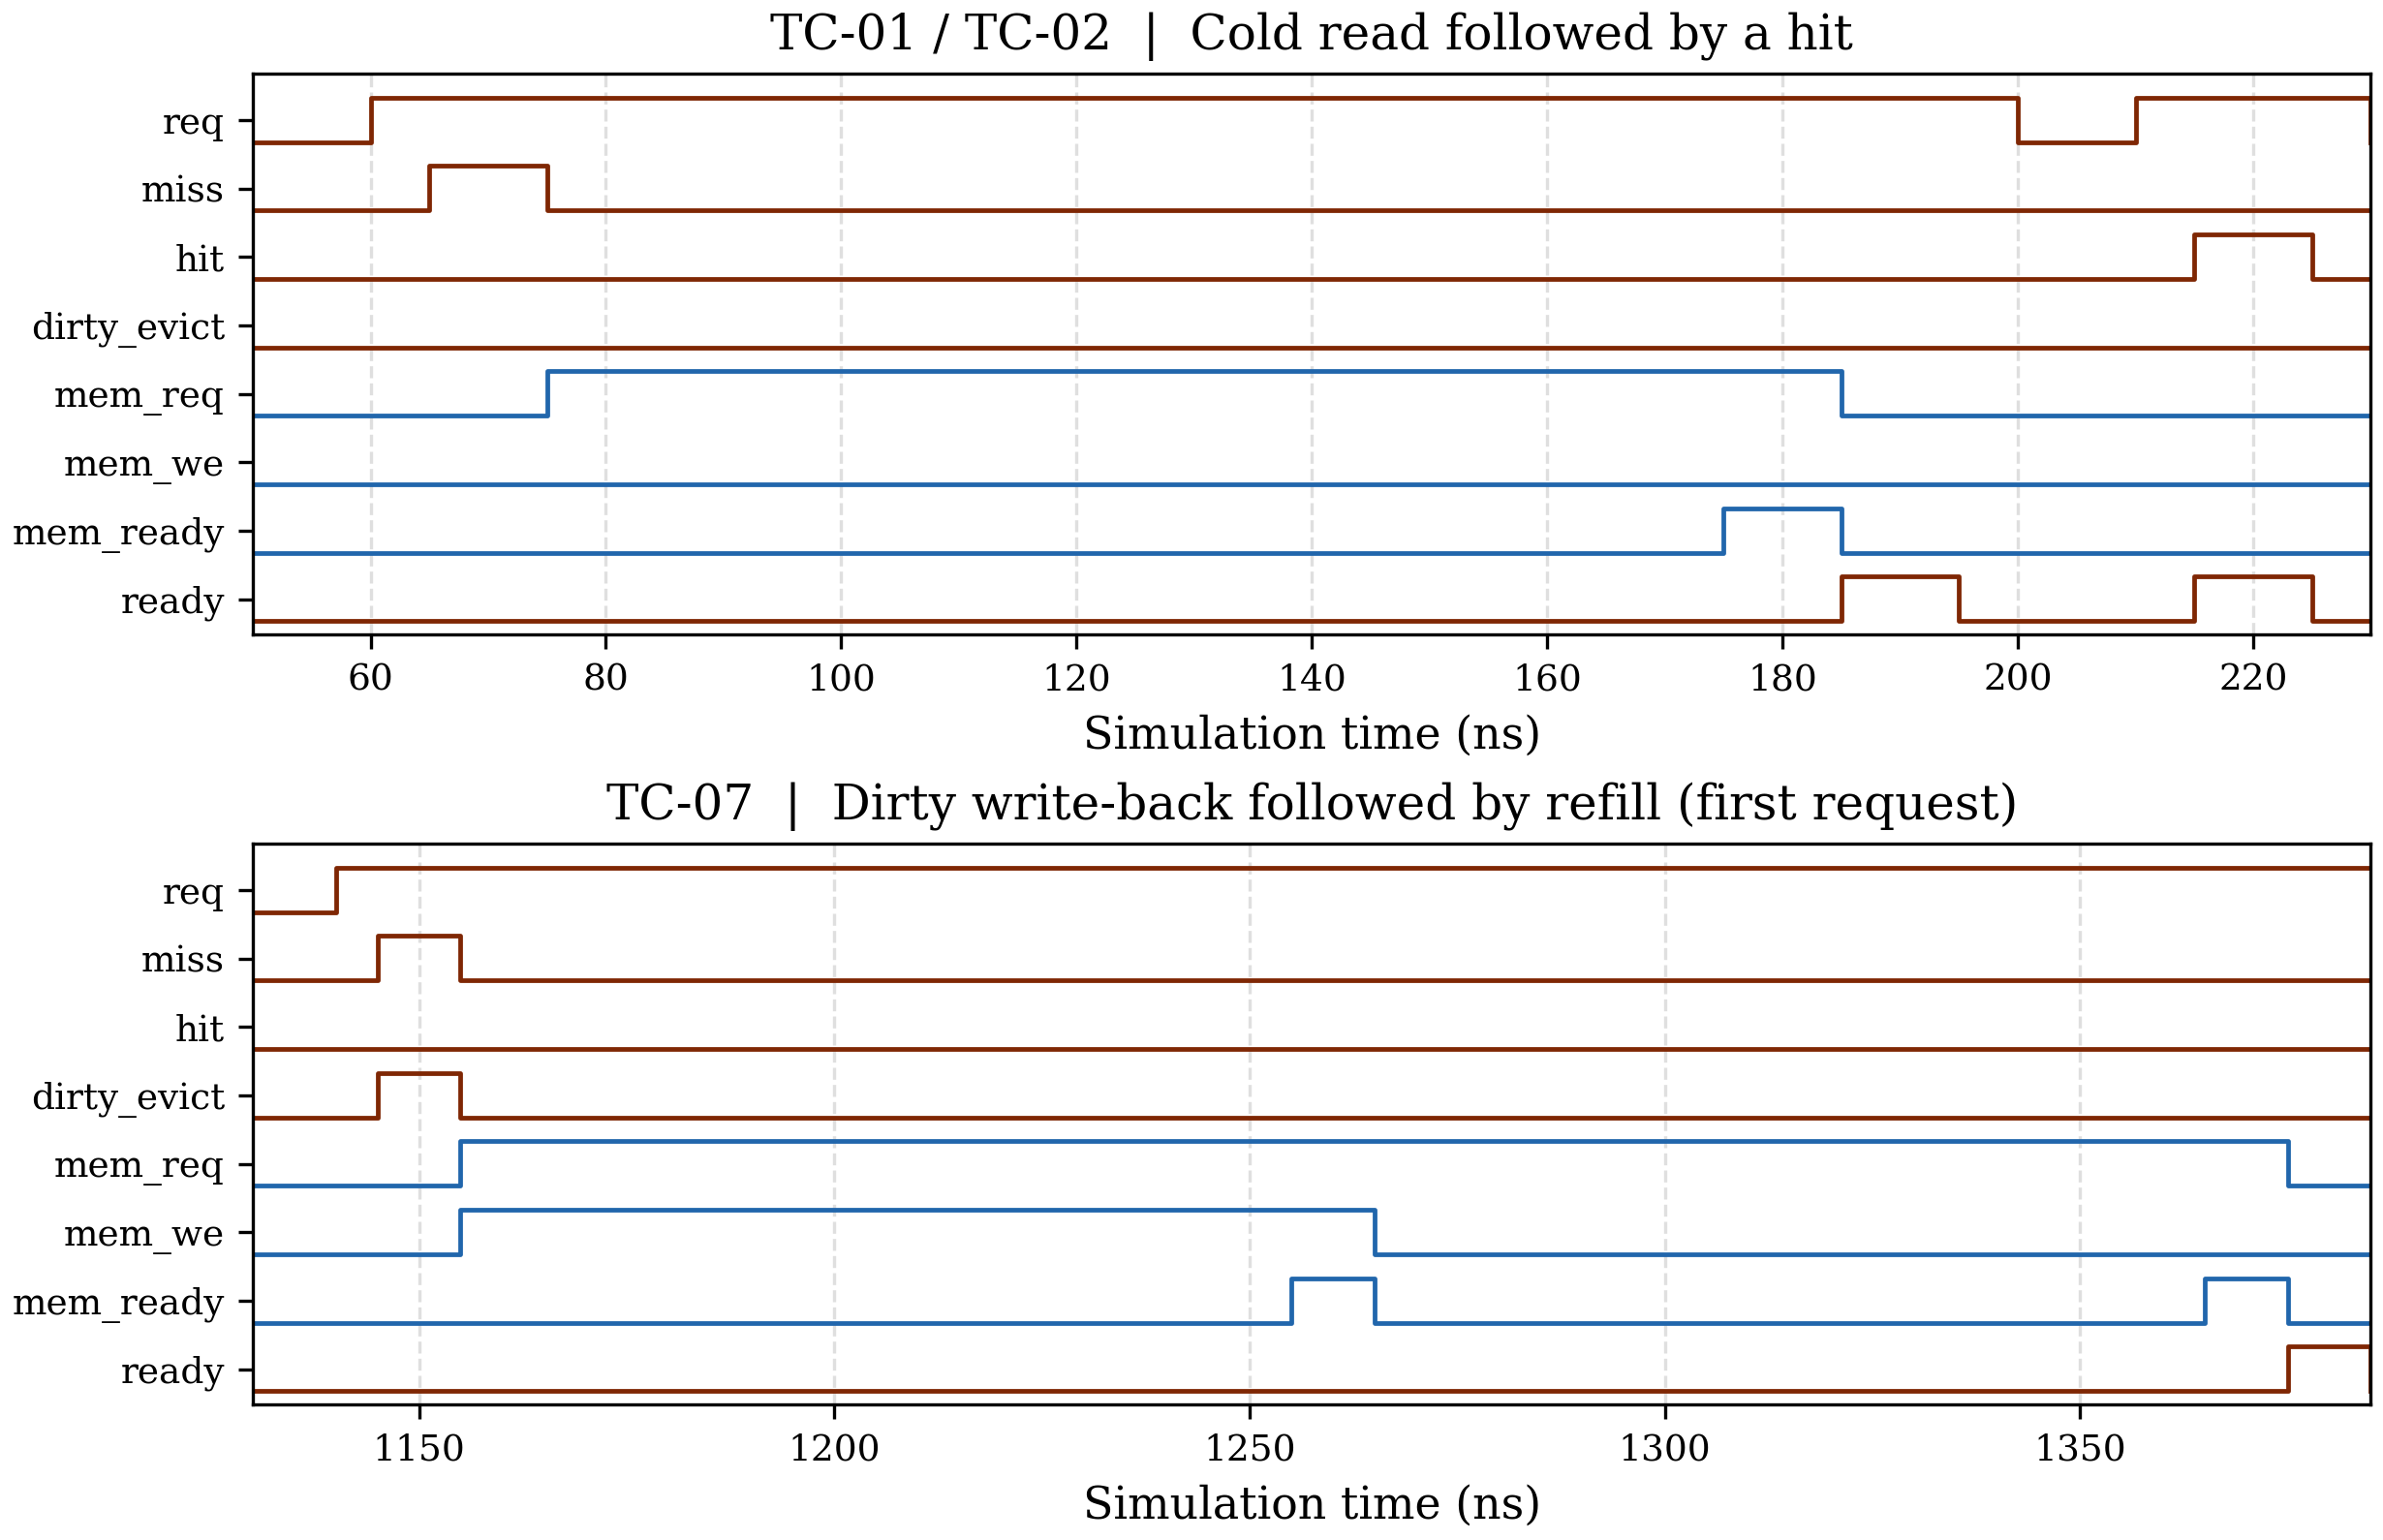 TC-01 / TC-02 | Cold read followed by a hit
req
miss
hit
dirty_evict
mem_req
mem_we
mem_ready
ready
60 80 100 120 140 160 180 200 220
Simulation time (ns)
TC-07 | Dirty write-back followed by refill (first request)
req
miss
hit
dirty_evict
mem_req
mem_we
mem_ready
ready
1150 1200 1250 1300 1350
Simulation time (ns)